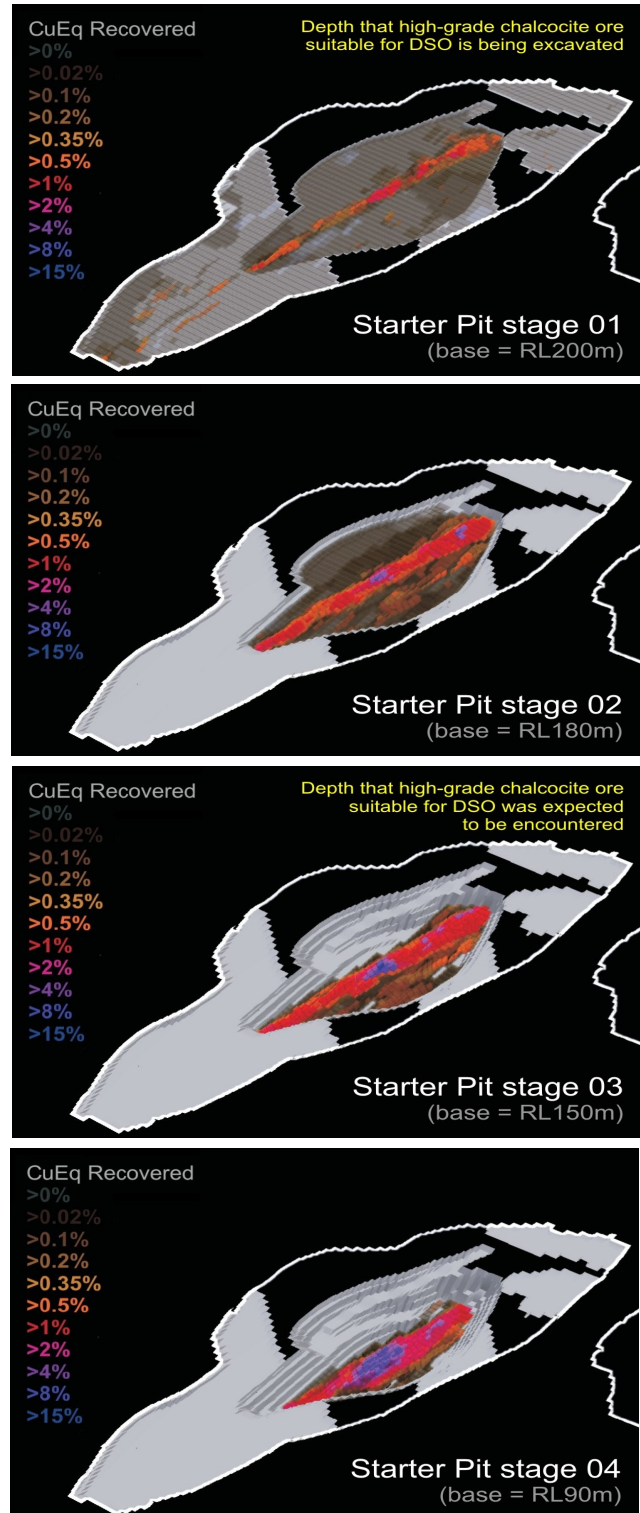 CuEq Recovered
>0%
>0.02%
>0.1%
>0.2%
>0.35%
>0.5%
>1%
>2%
>4%
>8%
>15%
Depth that high-grade chalcocite ore
suitable for DSO is being excavated
Starter Pit stage 01
(base = RL200m)
CuEq Recovered
>0%
>0.02%
>0.1%
>0.2%
>0.35%
>0.5%
>1%
>2%
>4%
>8%
>15%
Starter Pit stage 02
(base = RL180m)
CuEq Recovered
>0%
>0.02%
>0.1%
>0.2%
>0.35%
>0.5%
>1%
>2%
>4%
>8%
>15%
Depth that high-grade chalcocite ore
suitable for DSO was expected
to be encountered
Starter Pit stage 03
(base = RL150m)
CuEq Recovered
>0%
>0.02%
>0.1%
>0.2%
>0.35%
>0.5%
>1%
>2%
>4%
>8%
>15%
Starter Pit stage 04
(base = RL90m)